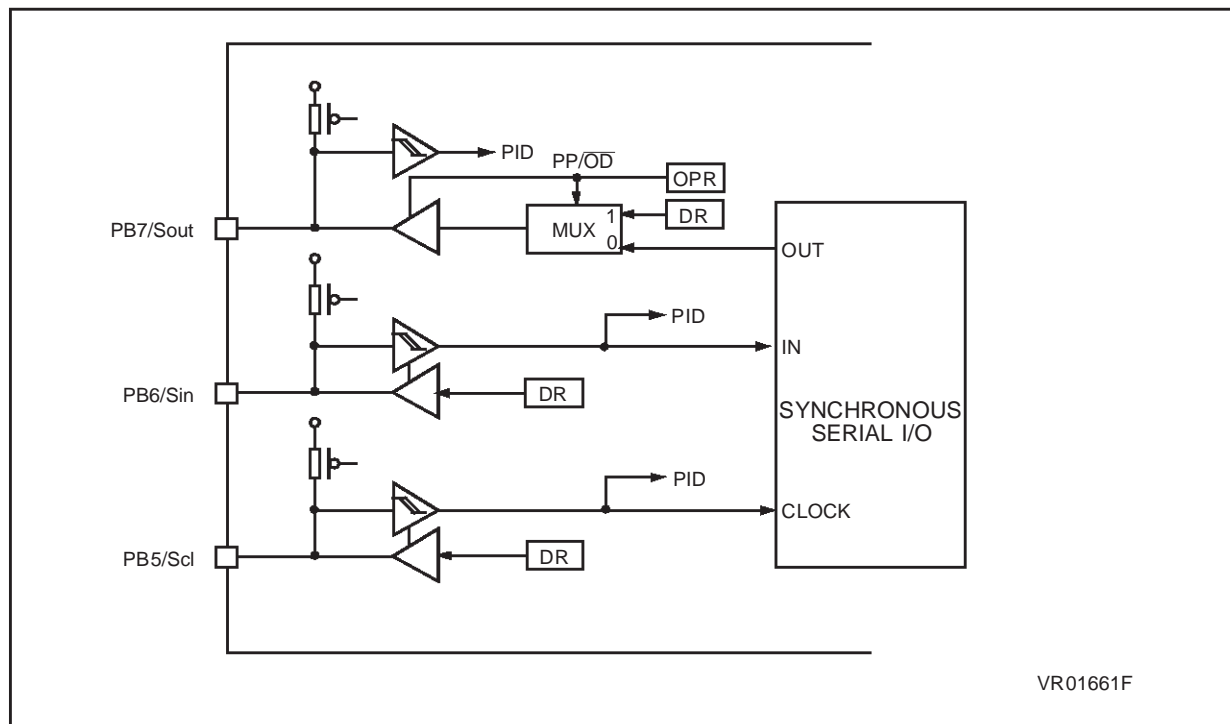 PID
PP/OD
OPR
DR
PB7/Sout
MUX
1
0
OUT
PID
IN
PB6/Sin
DR
SYNCHRONOUS
SERIAL I/O
PID
CLOCK
PB5/Scl
DR
VR01661F